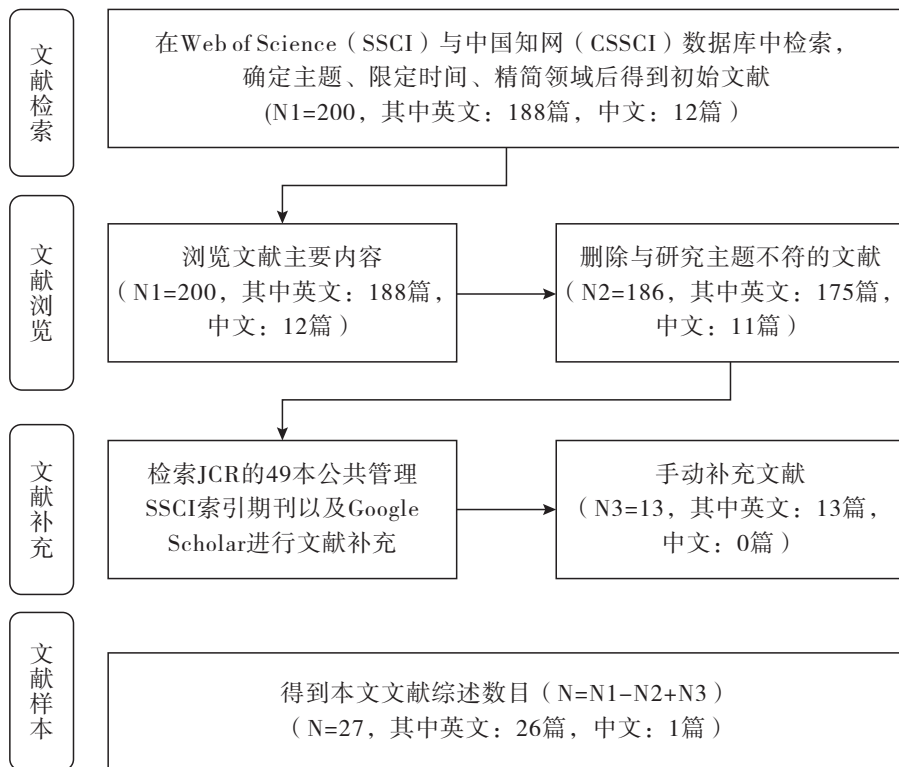 文献检索
在Web of Science（SSCI）与中国知网（CSSCI）数据库中检索，
确定主题、限定时间、精简领域后得到初始文献
(N1=200，其中英文：188篇，中文：12篇）
文献浏览
浏览文献主要内容
（N1=200，其中英文：188篇，
中文：12篇）
删除与研究主题不符的文献
（N2=186，其中英文：175篇，
中文：11篇）
文献补充
检索JCR的49本公共管理
SSCI索引期刊以及Google
Scholar进行文献补充
手动补充文献
（N3=13，其中英文：13篇，
中文：0篇）
文献样本
得到本文文献综述数目（N=N1-N2+N3）
（N=27，其中英文：26篇，中文：1篇）